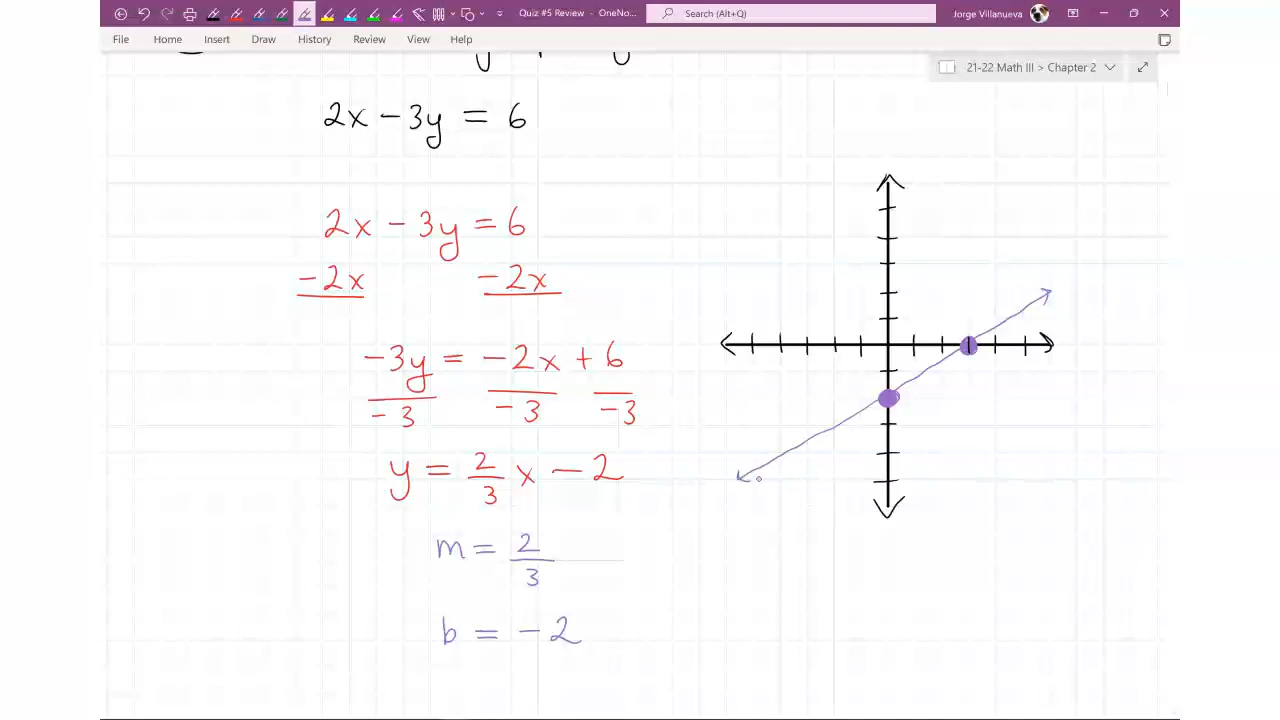 Quiz #5 Review - OneNo...
Search (Alt+Q)
Jorge Villanueva
File Home Insert Draw History Review View Help
21-22 Math III > Chapter 2
2x - 3y = 6
2x - 3y = 6
-2x -2x
-3y = -2x + 6
-3 -3 -3
y = 2/3 x - 2
m = 2/3
b = -2